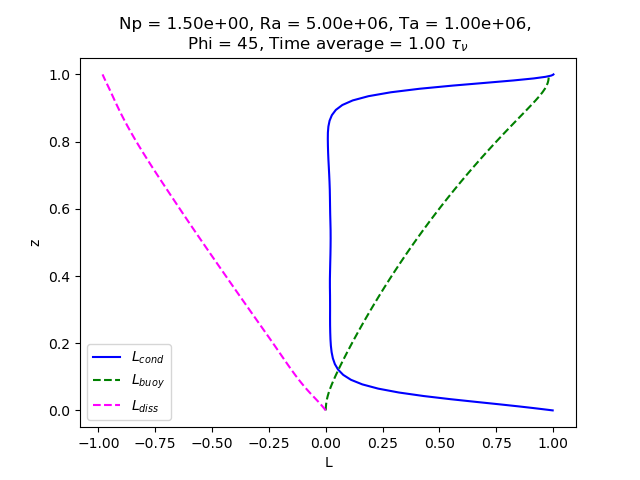 Np = 1.50e+00, Ra = 5.00e+06, Ta = 1.00e+06,
Phi = 45, Time average = 1.00 τ_ν
1.0
0.8
0.6
0.4
0.2
0.0
z
L_cond
L_buoy
L_diss
−1.00 −0.75 −0.50 −0.25 0.00 0.25 0.50 0.75 1.00
L